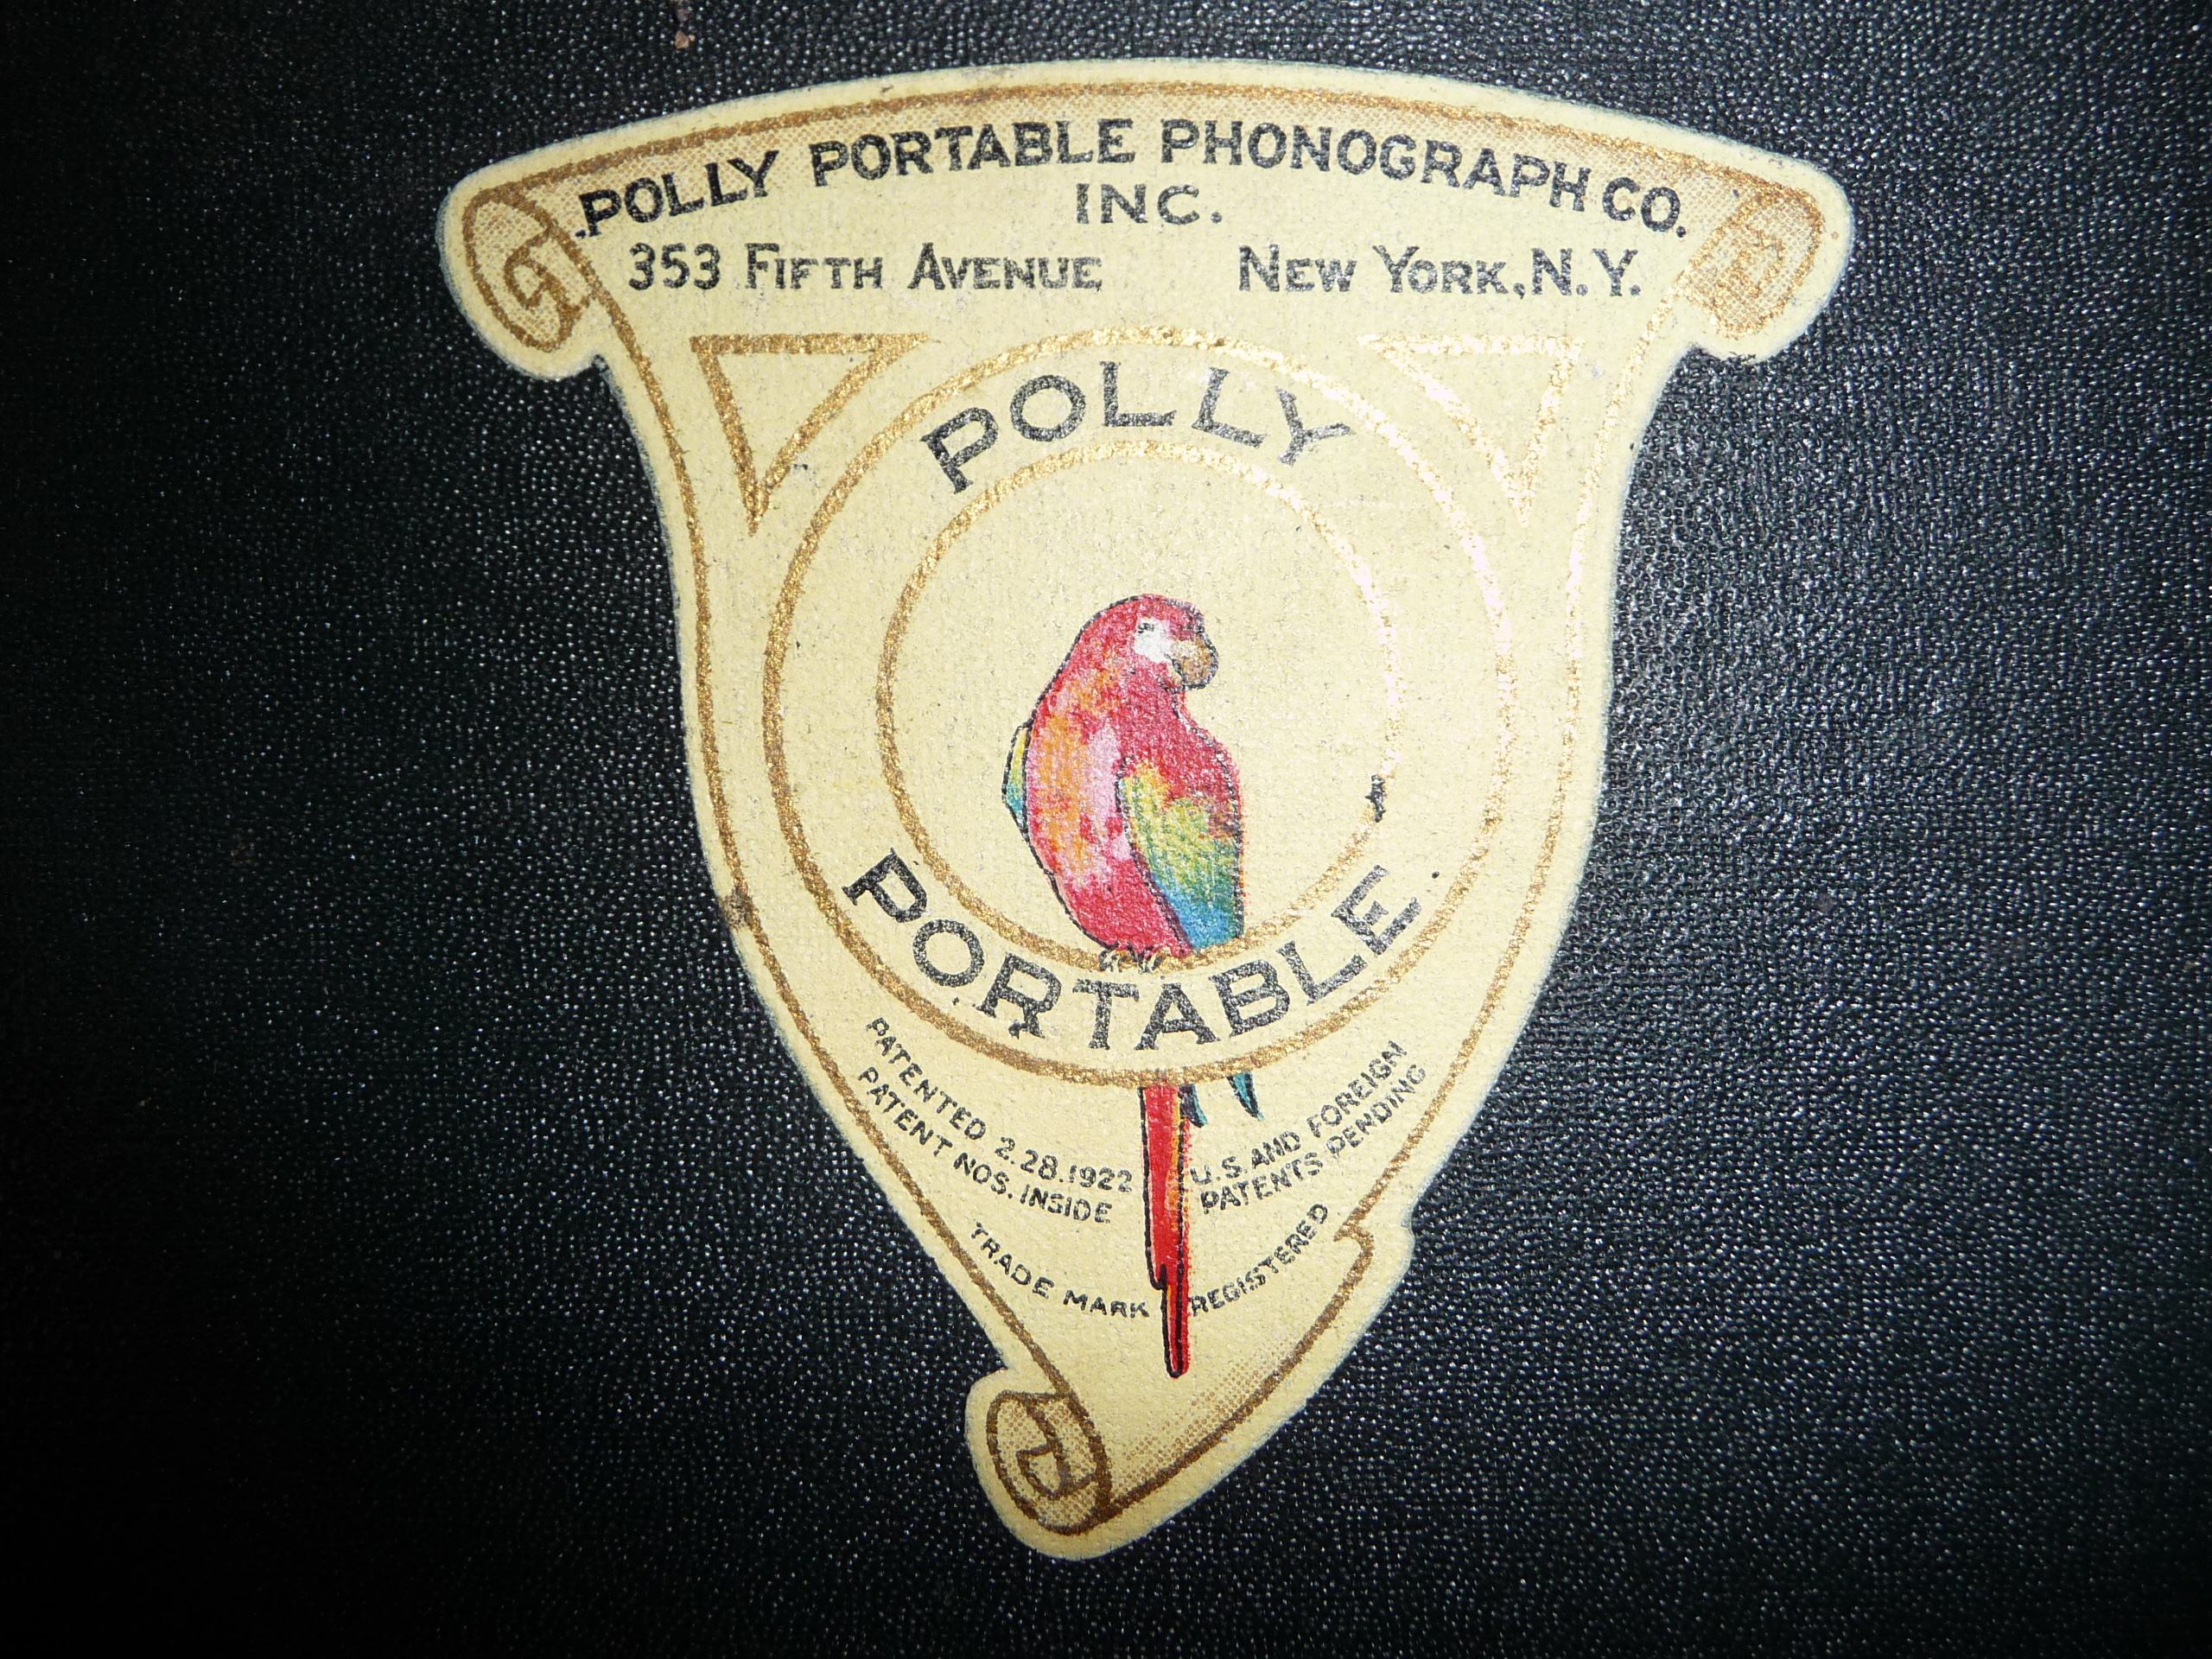 POLLY PORTABLE PHONOGRAPH CO.
INC.
353 FIFTH AVENUE NEW YORK, N.Y.
POLLY
PORTABLE
PATENTED 2.28.1922
PATENT NOS. INSIDE
U.S. AND FOREIGN
PATENTS PENDING
TRADE MARK REGISTERED